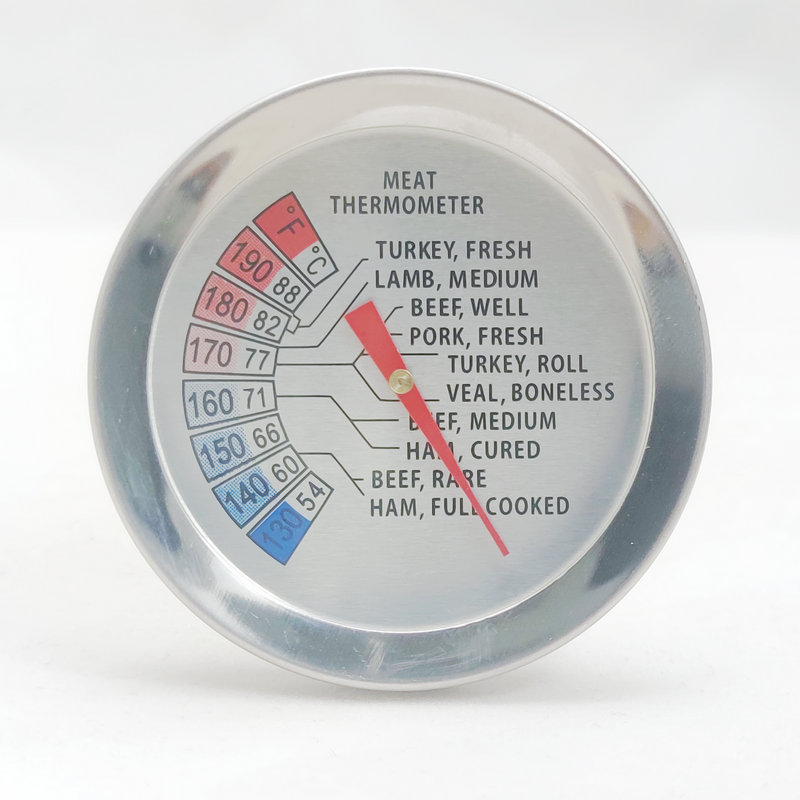 MEAT
THERMOMETER
°F °C
190 88
180 82
170 77
160 71
150 66
140 60
130 54
TURKEY, FRESH
LAMB, MEDIUM
BEEF, WELL
PORK, FRESH
TURKEY, ROLL
VEAL, BONELESS
BEEF, MEDIUM
HAM, CURED
BEEF, RARE
HAM, FULL COOKED